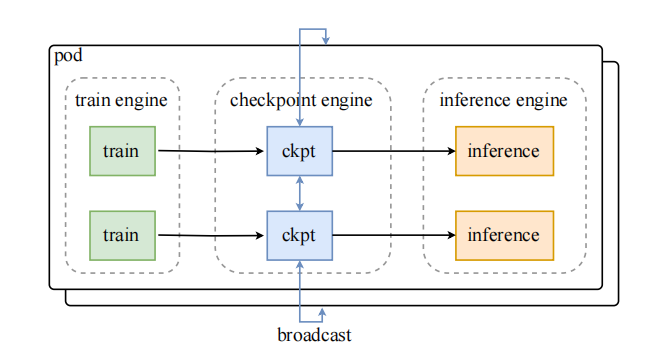 pod
train engine
checkpoint engine
inference engine
train
ckpt
inference
train
ckpt
inference
broadcast